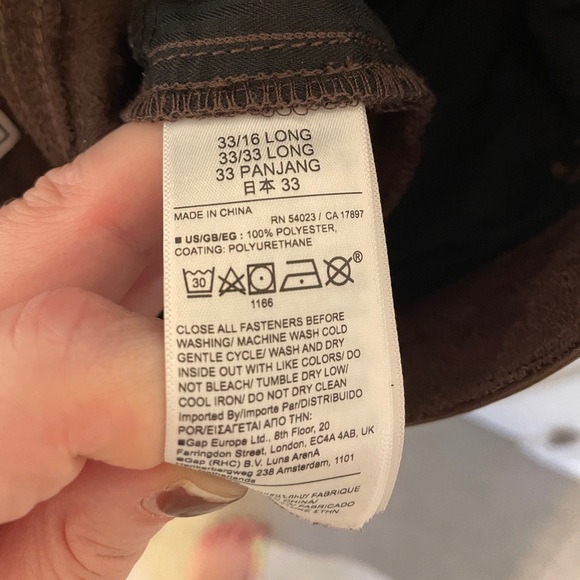 33/16 LONG
33/33 LONG
33 PANJANG
日本 33
MADE IN CHINA
RN 54023 / CA 17897
■ US/GB/EG : 100% POLYESTER,
COATING: POLYURETHANE
30
®
1166
CLOSE ALL FASTENERS BEFORE
WASHING/ MACHINE WASH COLD
GENTLE CYCLE/ WASH AND DRY
INSIDE OUT WITH LIKE COLORS/ DO
NOT BLEACH/ TUMBLE DRY LOW/
COOL IRON/ DO NOT DRY CLEAN
Imported By/Importe Par/DISTRIBUIDO
POR/ΕΙΣΑΓΕΤΑΙ ΑΠΟ ΤΗΝ:
■Gap Europe Ltd., 8th Floor, 20
Farringdon Street, London, EC4A 4AB, UK
■Gap (RHC) B.V. Luna ArenA
238 Amsterdam, 1101
FABRIQUE
CHINA/
FABRICADO
ΣΤΗΝ